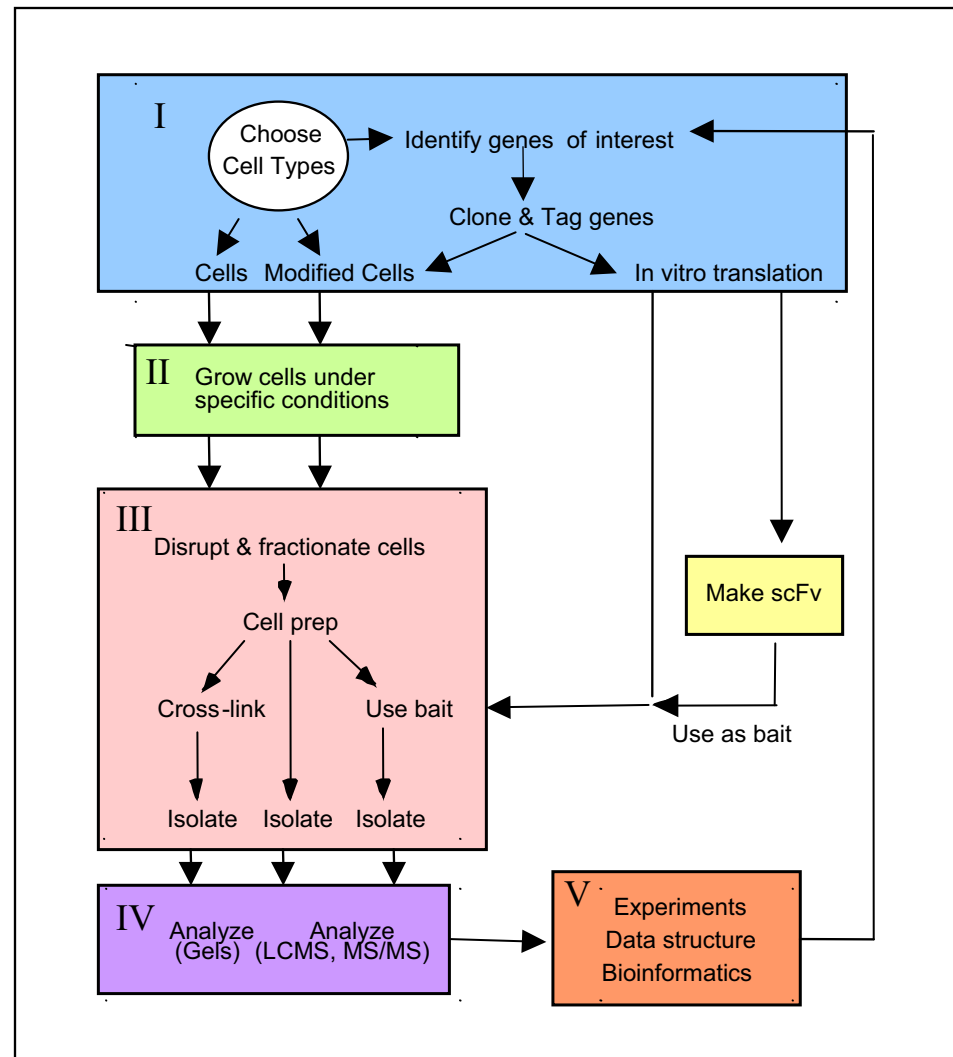 I
Choose
Cell Types
Identify genes of interest
Clone & Tag genes
Cells Modified Cells
In vitro translation
II
Grow cells under
specific conditions
III
Disrupt & fractionate cells
Cell prep
Cross-link
Use bait
Isolate Isolate Isolate
Make scFv
Use as bait
IV
Analyze
(Gels)
Analyze
(LCMS, MS/MS)
V
Experiments
Data structure
Bioinformatics